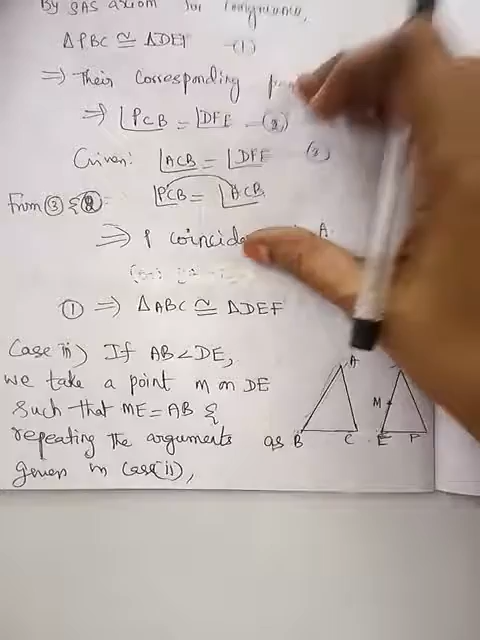 By SAS axiom for congruence,
ΔPBC ≅ ΔDEF —(1)
⇒ Their corresponding
⇒ ∠PCB = ∠DFE —(2)
Given: ∠ACB = ∠DFE (3)
From ③ & ②: ∠PCB = ∠ACB
⇒ P coincide A.
① ⇒ ΔABC ≅ ΔDEF
Case ii) If AB < DE,
we take a point M on DE
such that ME = AB &
repeating the arguments as
given in Case(i),
A
M
B C E F